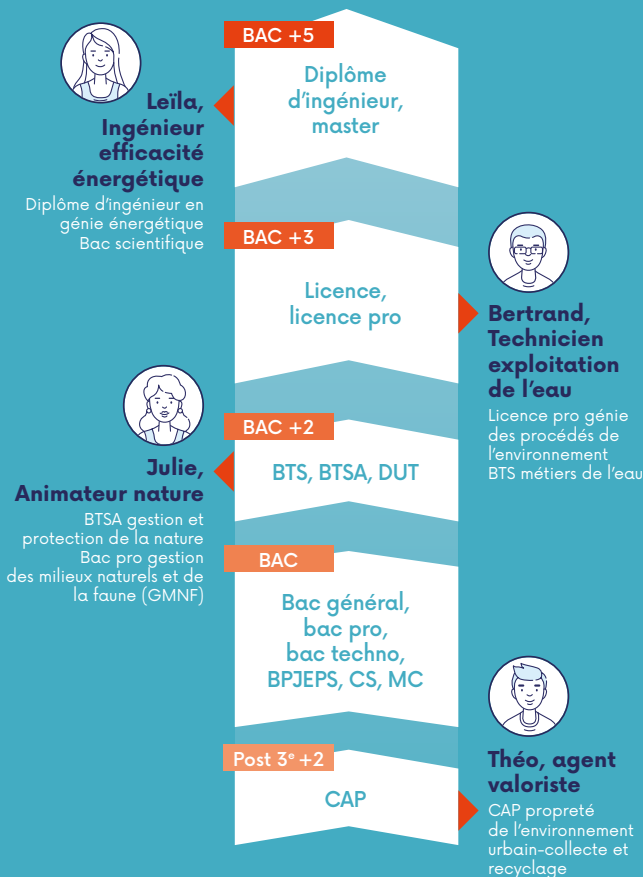 BAC +5
Diplôme
d'ingénieur,
master
Leïla,
Ingénieur
efficacité
énergétique
Diplôme d'ingénieur en
génie énergétique
Bac scientifique
BAC +3
Licence,
licence pro
Bertrand,
Technicien
exploitation
de l'eau
Licence pro génie
des procédés de
l'environnement
BTS métiers de l'eau
BAC +2
BTS, BTSA, DUT
Julie,
Animateur nature
BTSA gestion et
protection de la nature
Bac pro gestion
des milieux naturels et de
la faune (GMNF)
BAC
Bac général,
bac pro,
bac techno,
BPJEPS, CS, MC
Post 3e +2
CAP
Théo, agent
valoriste
CAP propreté
de l'environnement
urbain-collecte et
recyclage